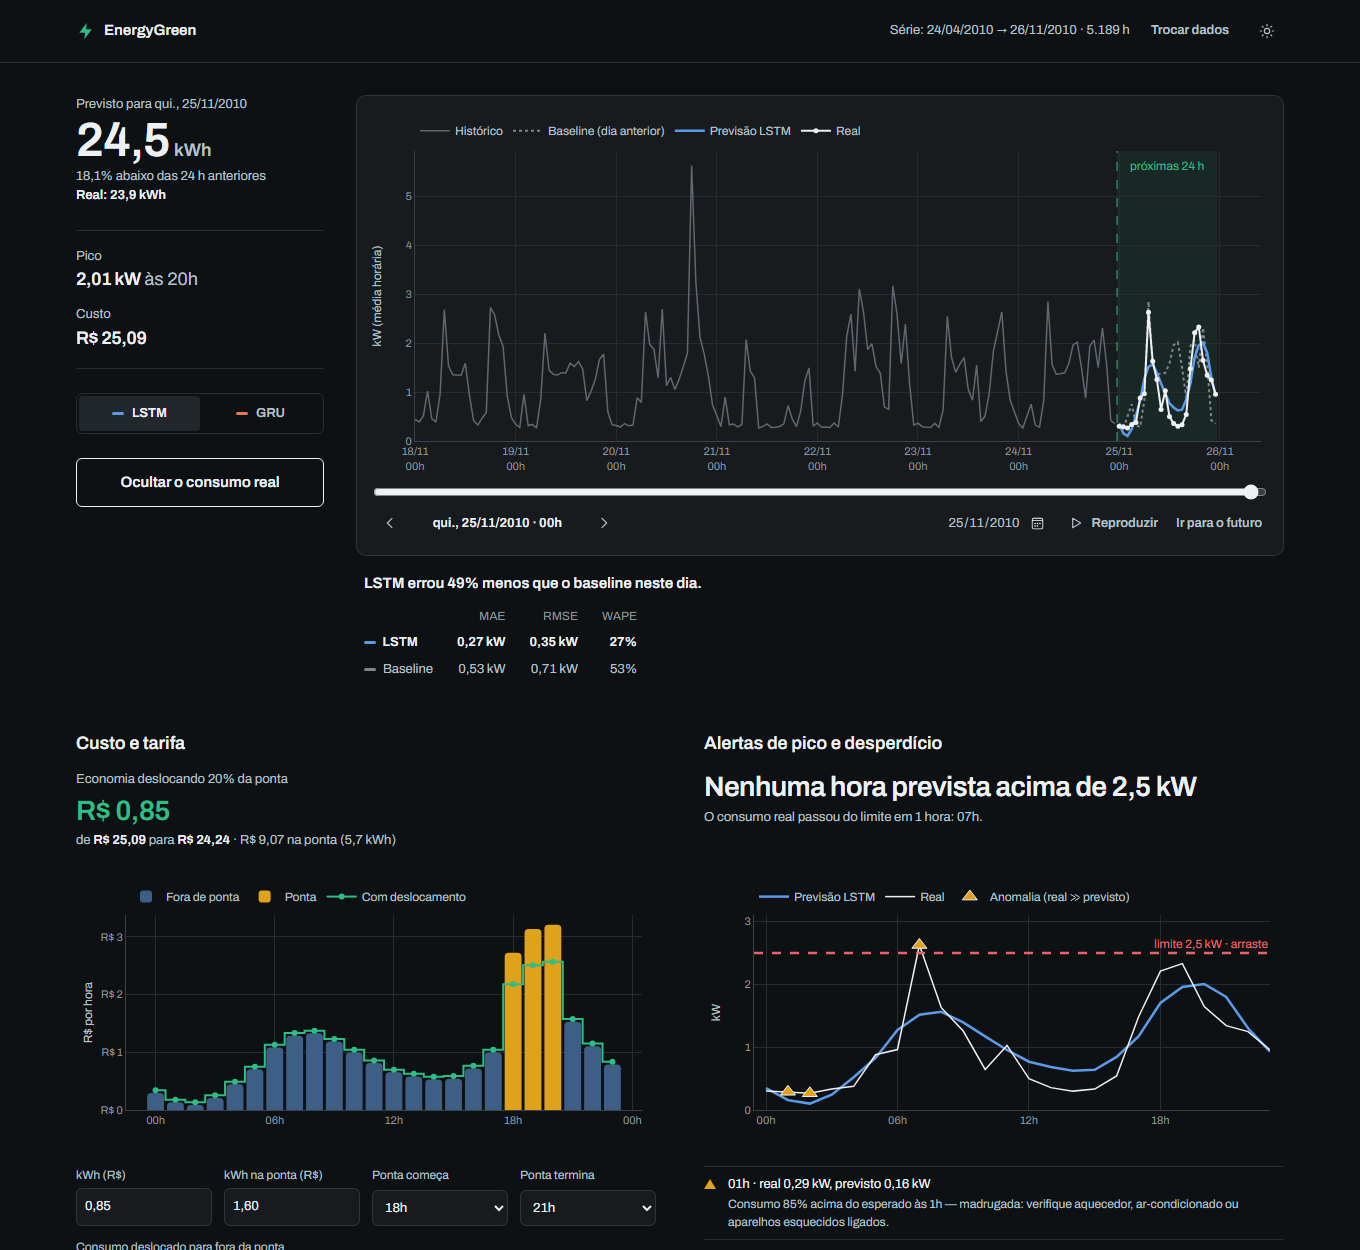 EnergyGreen
Série: 24/04/2010 → 26/11/2010 · 5.189 h
Trocar dados
Previsto para qui., 25/11/2010
24,5 kWh
18,1% abaixo das 24 h anteriores
Real: 23,9 kWh
Pico
2,01 kW às 20h
Custo
R$ 25,09
LSTM
GRU
Ocultar o consumo real
Histórico
Baseline (dia anterior)
Previsão LSTM
Real
próximas 24 h
kW (média horária)
5
4
3
2
1
0
18/11
00h
19/11
00h
20/11
00h
21/11
00h
22/11
00h
23/11
00h
24/11
00h
25/11
00h
26/11
00h
qui., 25/11/2010 · 00h
25/11/2010
Reproduzir
Ir para o futuro
LSTM errou 49% menos que o baseline neste dia.
MAE RMSE WAPE
LSTM 0,27 kW 0,35 kW 27%
Baseline 0,53 kW 0,71 kW 53%
Custo e tarifa
Economia deslocando 20% da ponta
R$ 0,85
de R$ 25,09 para R$ 24,24 · R$ 9,07 na ponta (5,7 kWh)
Fora de ponta
Ponta
Com deslocamento
R$ por hora
R$ 3
R$ 2
R$ 1
R$ 0
00h
06h
12h
18h
00h
kWh (R$)
0,85
kWh na ponta (R$)
1,60
Ponta começa
18h
Ponta termina
21h
Consumo deslocado para fora da ponta
Alertas de pico e desperdício
Nenhuma hora prevista acima de 2,5 kW
O consumo real passou do limite em 1 hora: 07h.
Previsão LSTM
Real
Anomalia (real ≫ previsto)
limite 2,5 kW · arraste
kW
3
2
1
0
00h
06h
12h
18h
01h · real 0,29 kW, previsto 0,16 kW
Consumo 85% acima do esperado às 1h — madrugada: verifique aquecedor, ar-condicionado ou
aparelhos esquecidos ligados.